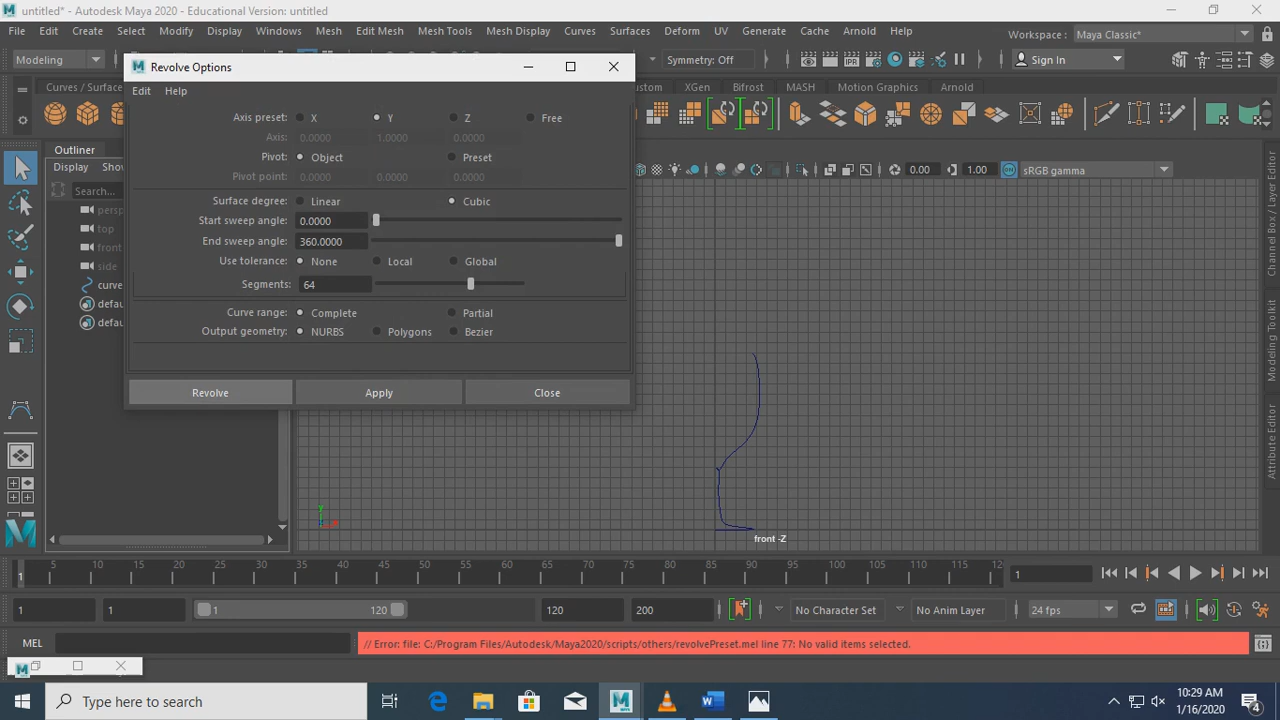 untitled* - Autodesk Maya 2020 - Educational Version: untitled
File Edit Create Select Modify Display Windows Mesh Edit Mesh Mesh Tools Mesh Display Curves Surfaces Deform UV Generate Cache Arnold Help
Workspace: Maya Classic*
Modeling
Symmetry: Off
Sign In
Revolve Options
Edit Help
Curves / Surface
XGen Bifrost MASH Motion Graphics Arnold
Axis preset: X Y Z Free
Axis: 0.0000 1.0000 0.0000
Pivot: Object Preset
Pivot point: 0.0000 0.0000 0.0000
Surface degree: Linear Cubic
Start sweep angle: 0.0000
End sweep angle: 360.0000
Use tolerance: None Local Global
Segments: 64
Curve range: Complete Partial
Output geometry: NURBS Polygons Bezier
Revolve Apply Close
Outliner
Display
Search...
top
front
side
0.00 1.00 sRGB gamma
Channel Box / Layer Editor
Modeling Toolkit
Attribute Editor
y
front -Z
1 5 10 15 20 25 30 35 40 45 50 55 60 65 70 75 80 85 90 95 100 105 110 115 1
1 1 1 120 120 200 No Character Set No Anim Layer 24 fps
MEL
// Error: file: C:/Program Files/Autodesk/Maya2020/scripts/others/revolvePreset.mel line 77: No valid items selected.
Type here to search
10:29 AM
1/16/2020
4